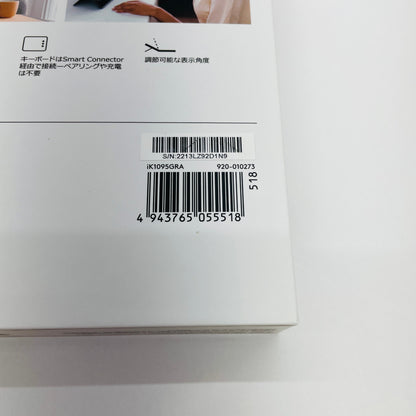 キーボードはSmart Connector
経由で接続―ペアリングや充電
は不要
調節可能な表示角度
S/N:2213LZ92D1N9
iK1095GRA 920-010273
518
4 943765 055518